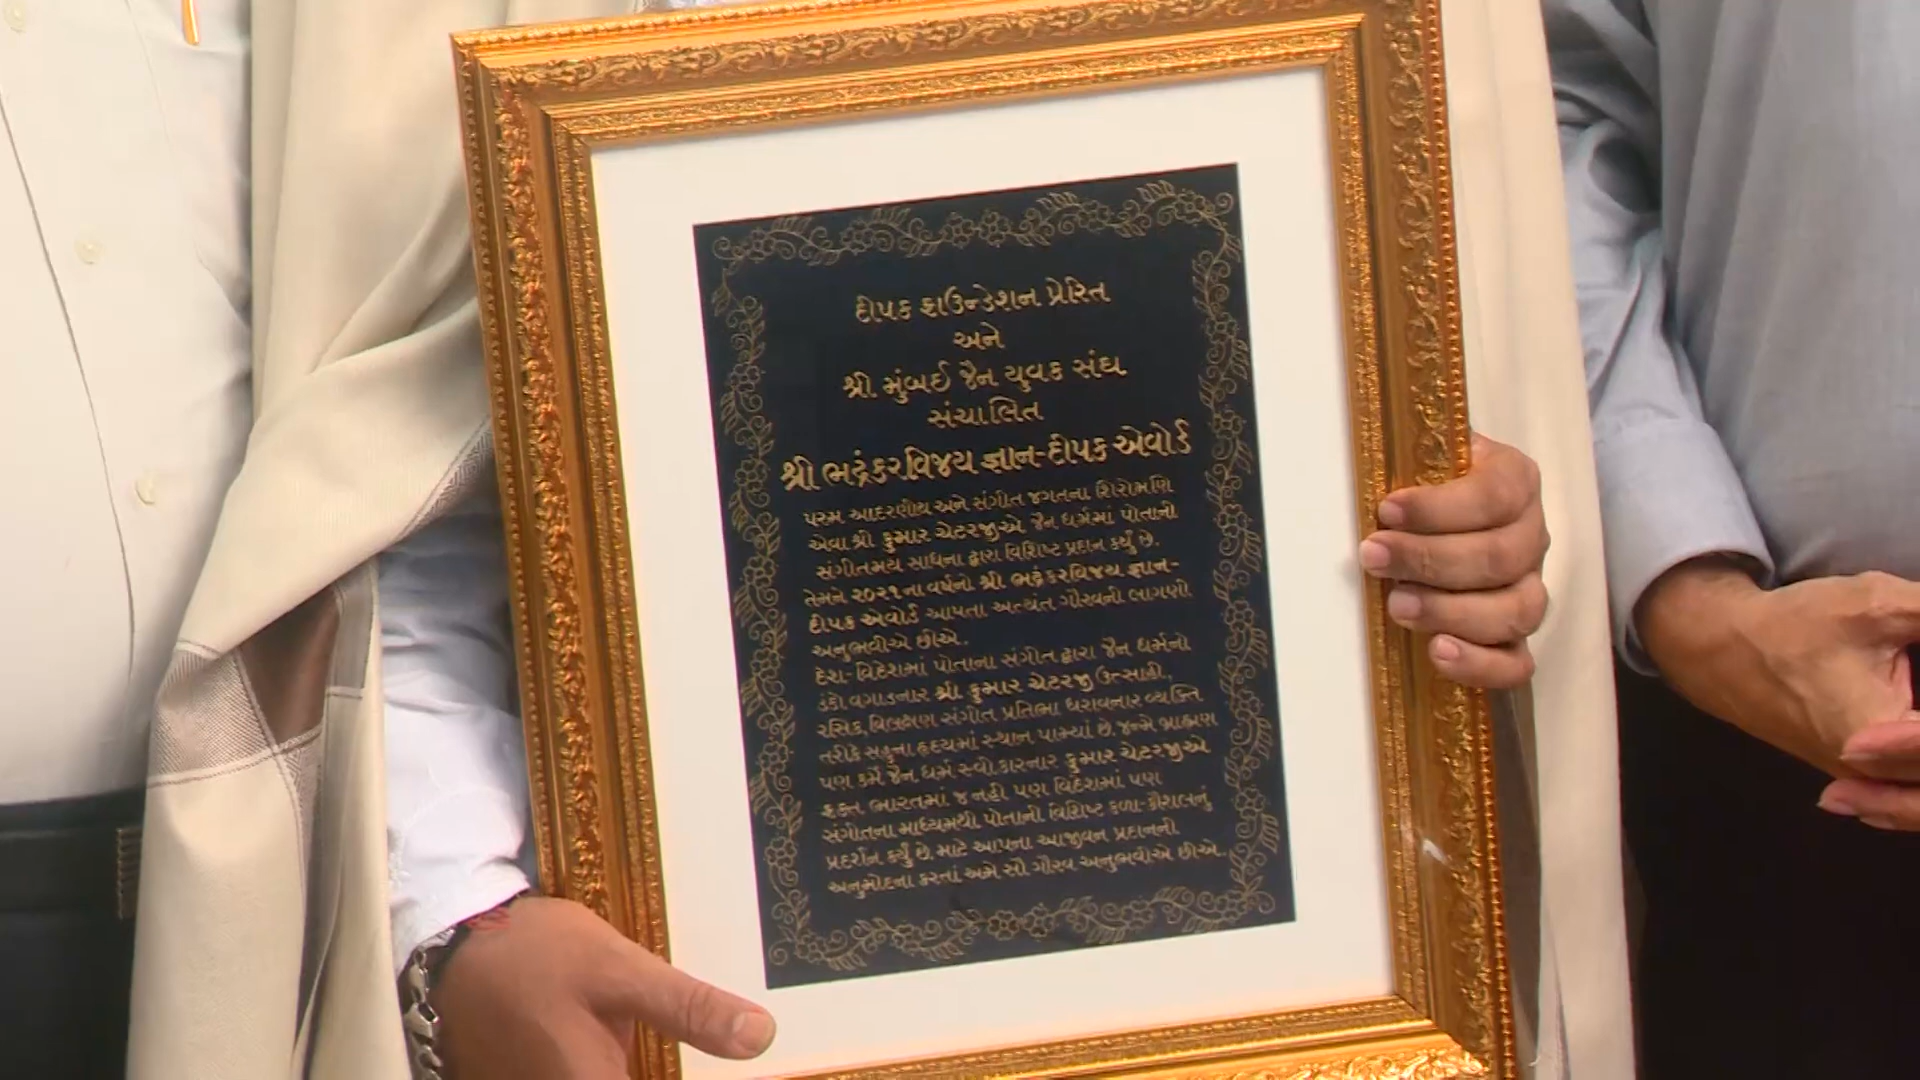 દીપક ફાઉન્ડેશન પ્રેરિત
અને
શ્રી મુંબઈ જૈન યુવક સંઘ
સંચાલિત
શ્રી ભદ્રંકરવિજય જ્ઞાન-દીપક એવોર્ડ
પરમ આદરણીય અને સંગીત જગતના શિરોમણિ
એવા શ્રી કુમાર ચેટરજીએ જૈન ધર્મમાં પોતાની
સંગીતમય સાધના દ્વારા વિશિષ્ટ પ્રદાન કર્યું છે.
તેમને ૨૦૨૧ના વર્ષનો શ્રી ભદ્રંકરવિજય જ્ઞાન-
દીપક એવોર્ડ આપતા અત્યંત ગૌરવની લાગણી
અનુભવીએ છીએ.
દેશ-વિદેશમાં પોતાના સંગીત દ્વારા જૈન ધર્મનો
ડંકો વગાડનાર શ્રી કુમાર ચેટરજી ઉત્સાહી,
રસિક, વિલક્ષણ સંગીત પ્રતિભા ધરાવનાર વ્યક્તિ
તરીકે સહુના હૃદયમાં સ્થાન પામ્યાં છે. જન્મે બ્રાહ્મણ
પણ કર્મે જૈન ધર્મ સ્વીકારનાર કુમાર ચેટરજીએ
ફક્ત ભારતમાં જ નહીં પણ વિદેશમાં પણ
સંગીતના માધ્યમથી પોતાની વિશિષ્ટ કળા-કૌશલનું
પ્રદર્શન કર્યું છે. માટે આપના આજીવન પ્રદાનની
અનુમોદના કરતાં અમે સૌ ગૌરવ અનુભવીએ છીએ.